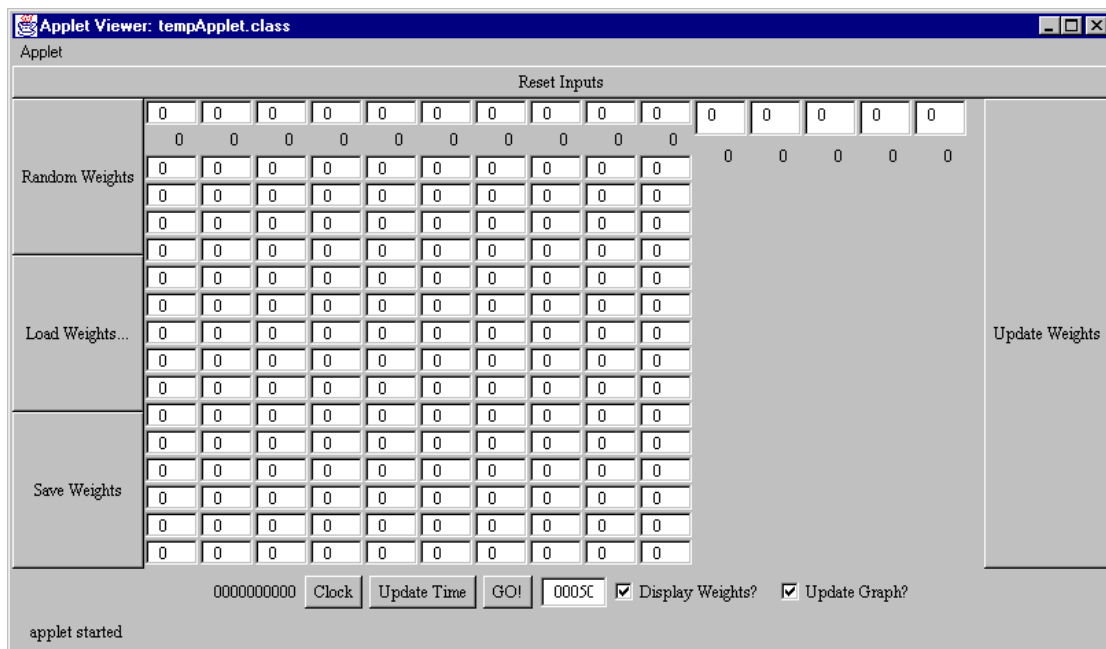 Applet Viewer: tempApplet.class
Applet
Reset Inputs
0 0 0 0 0 0 0 0 0 0 0 0 0 0 0
0 0 0 0 0 0 0 0 0 0 0 0 0 0 0
Random Weights
0 0 0 0 0 0 0 0 0 0
0 0 0 0 0 0 0 0 0 0
0 0 0 0 0 0 0 0 0 0
0 0 0 0 0 0 0 0 0 0
Load Weights...
0 0 0 0 0 0 0 0 0 0
0 0 0 0 0 0 0 0 0 0
0 0 0 0 0 0 0 0 0 0
0 0 0 0 0 0 0 0 0 0
0 0 0 0 0 0 0 0 0 0
Update Weights
Save Weights
0 0 0 0 0 0 0 0 0 0
0 0 0 0 0 0 0 0 0 0
0 0 0 0 0 0 0 0 0 0
0 0 0 0 0 0 0 0 0 0
0 0 0 0 0 0 0 0 0 0
0 0 0 0 0 0 0 0 0 0
0000000000 Clock Update Time GO! Display Weights? Update Graph?
applet started